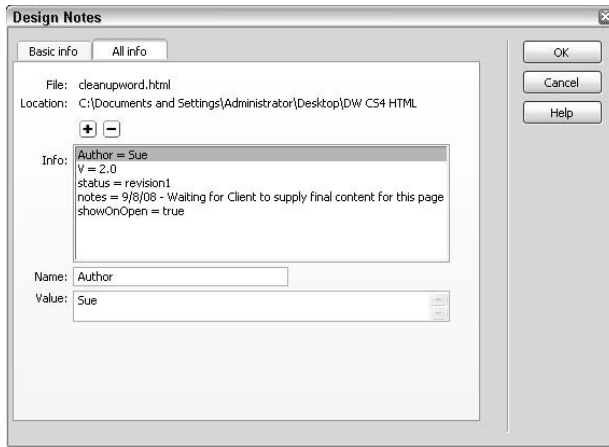 Design Notes
Basic info
All info
File: cleanupword.html
Location: C:\Documents and Settings\Administrator\Desktop\DW CS4 HTML
Info:
Author = Sue
V = 2.0
status = revision1
notes = 9/8/08 - Waiting for Client to supply final content for this page
showOnOpen = true
Name: Author
Value: Sue
OK
Cancel
Help